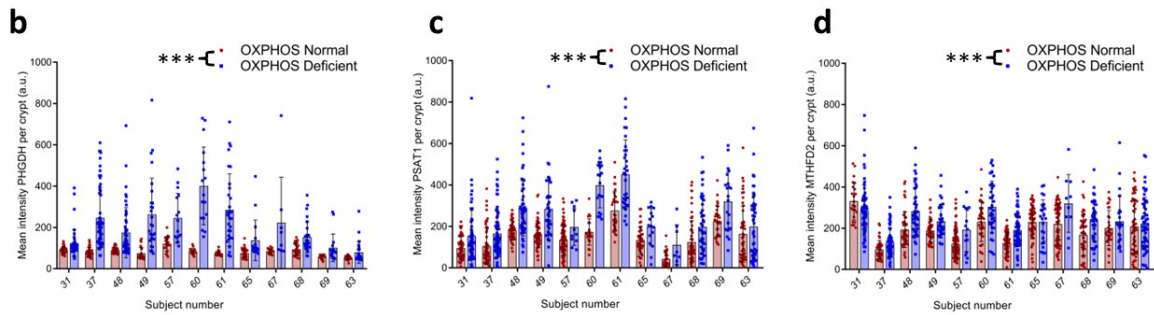 b
*** OXPHOS Normal
OXPHOS Deficient
Mean intensity PHGDH per crypt (a.u.)
1000
800
600
400
200
0
31 37 48 49 57 60 61 65 67 68 69 63
Subject number
c
*** OXPHOS Normal
OXPHOS Deficient
Mean intensity PSAT1 per crypt (a.u.)
1000
800
600
400
200
0
31 37 48 49 57 60 61 65 67 68 69 63
Subject number
d
*** OXPHOS Normal
OXPHOS Deficient
Mean intensity MTHFD2 per crypt (a.u.)
1000
800
600
400
200
0
31 37 48 49 57 60 61 65 67 68 69 63
Subject number